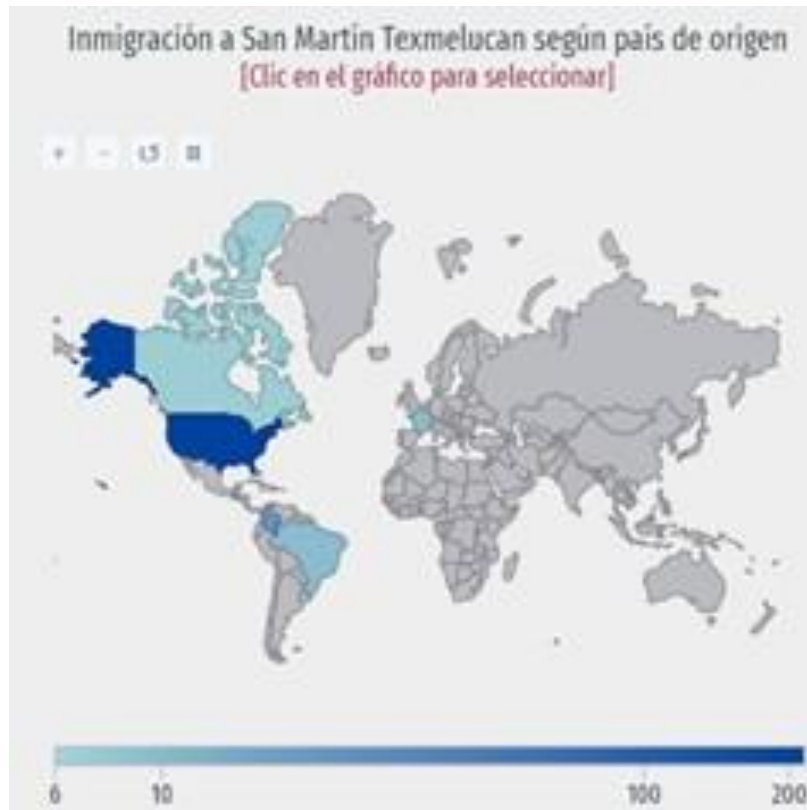 Inmigración a San Martín Texmelucan según país de origen
[Clic en el gráfico para seleccionar]
6 10 100 200